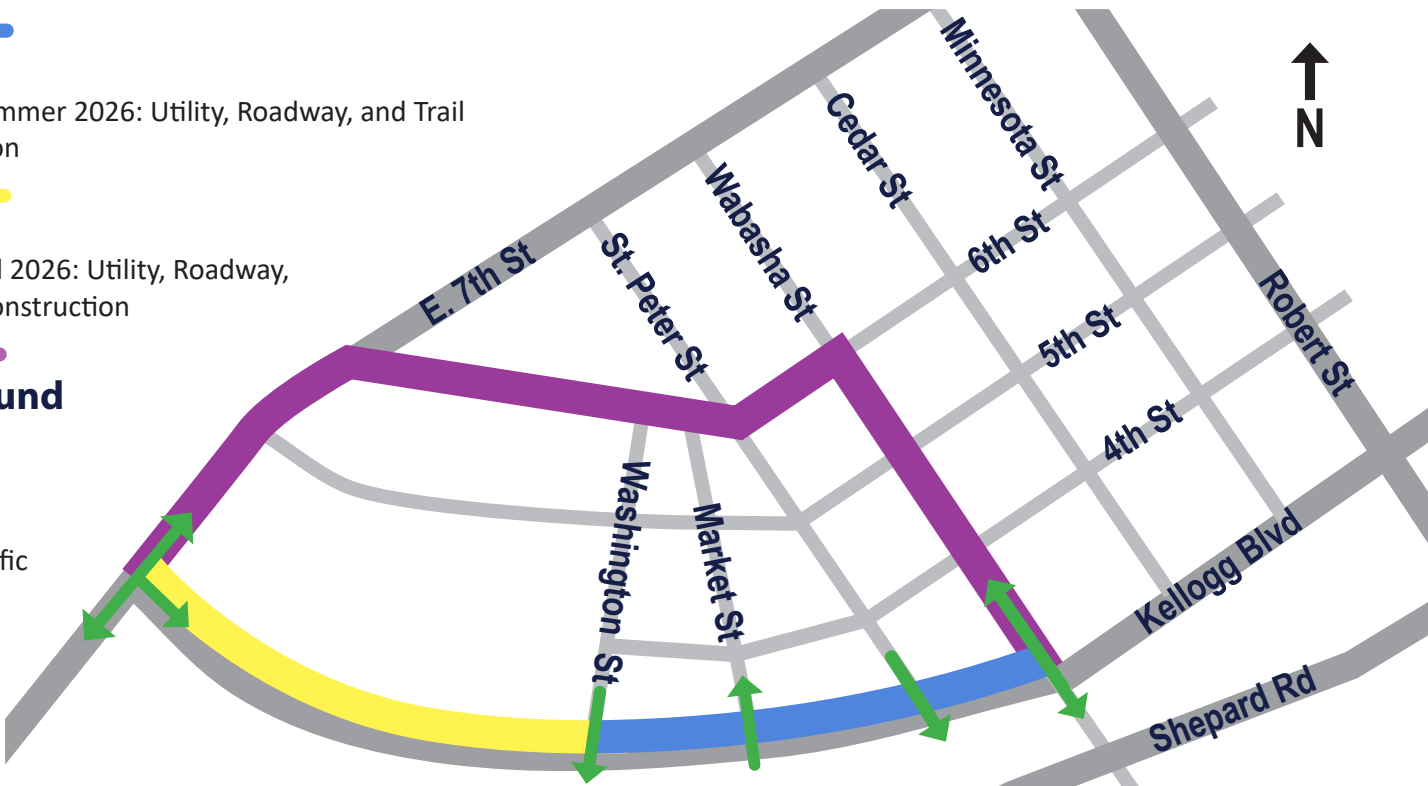 mmer 2026: Utility, Roadway, and Trail
on
2026: Utility, Roadway,
onstruction
und
fic
N
Minnesota St
Cedar St
Wabasha St
St. Peter St
E. 7th St
6th St
5th St
4th St
Robert St
Washington St
Market St
Kellogg Blvd
Shepard Rd